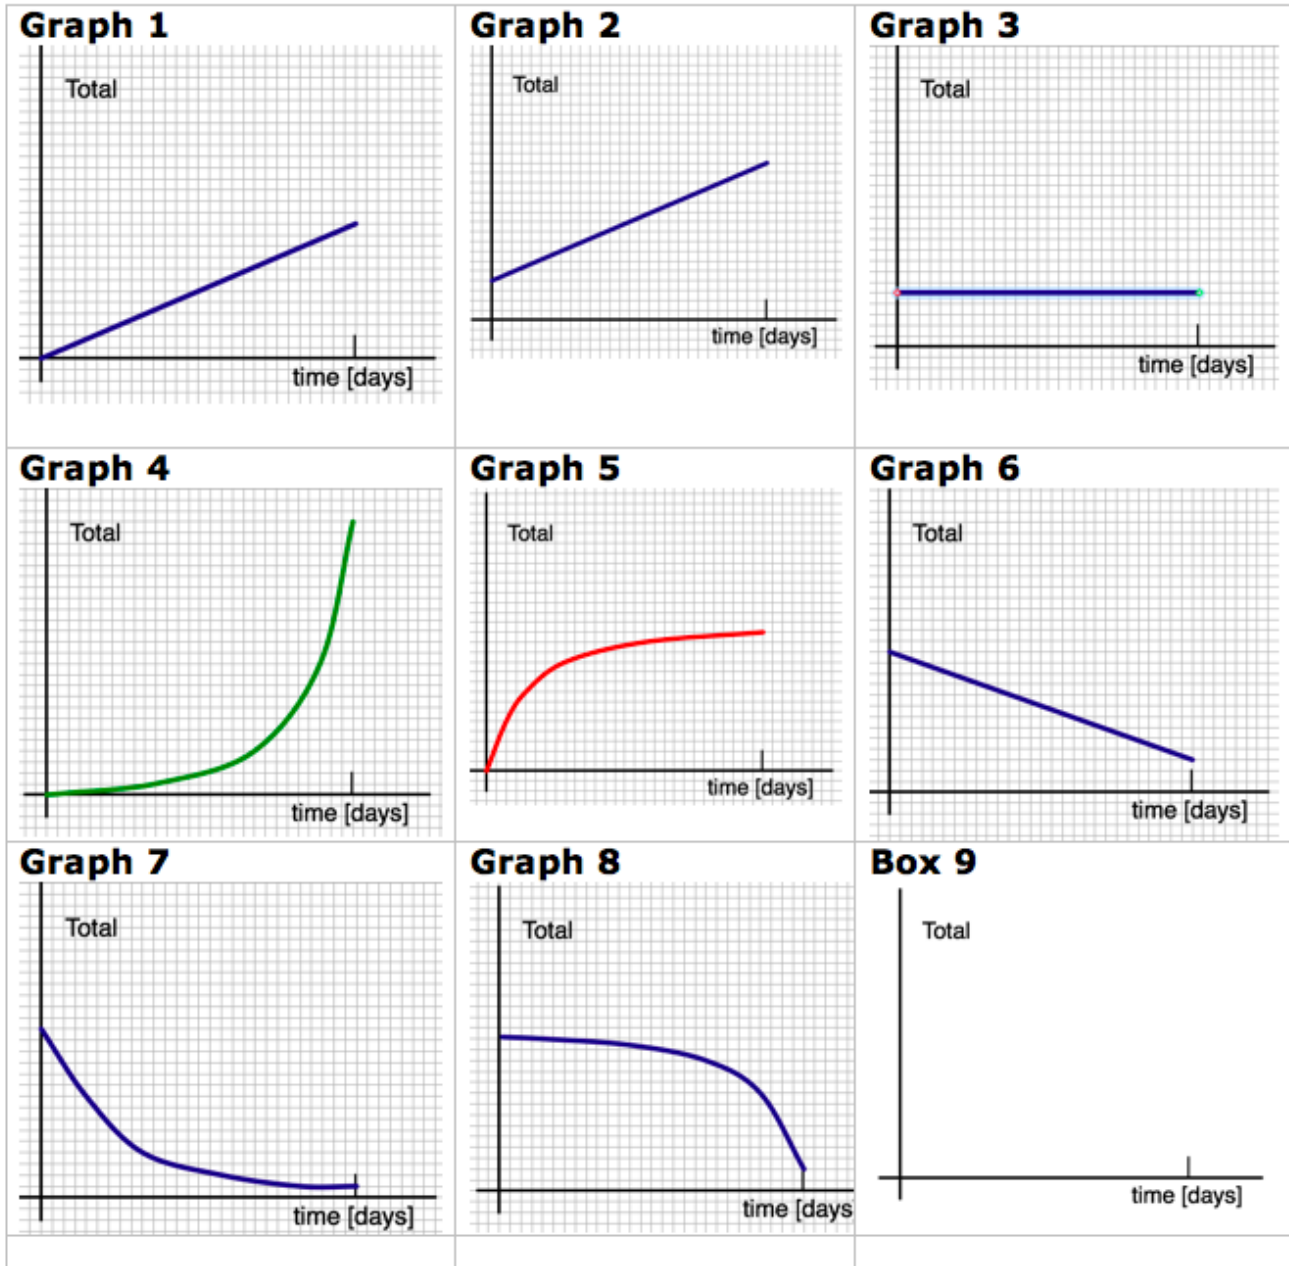 Graph 1
Total
time [days]
Graph 2
Total
time [days]
Graph 3
Total
time [days]
Graph 4
Total
time [days]
Graph 5
Total
time [days]
Graph 6
Total
time [days]
Graph 7
Total
time [days]
Graph 8
Total
time [days
Box 9
Total
time [days]